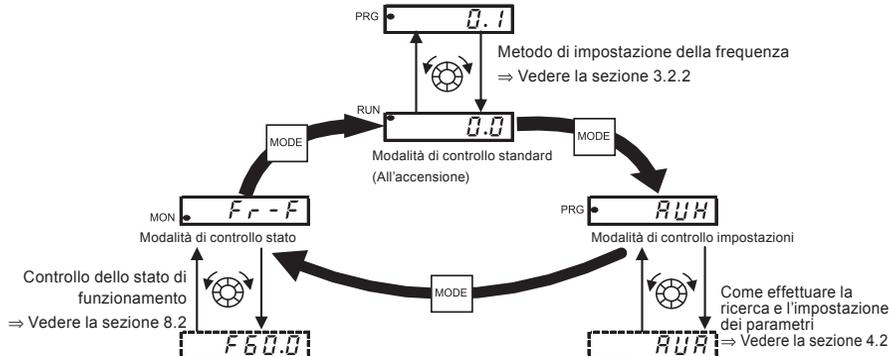 PRG
0.1
Metodo di impostazione della frequenza
⇒ Vedere la sezione 3.2.2
RUN
0.0
MODE
MODE
Modalità di controllo standard
(All'accensione)
MON
Fr-F
PRG
AUH
Modalità di controllo stato
Modalità di controllo impostazioni
Controllo dello stato di
funzionamento
⇒ Vedere la sezione 8.2
MODE
Come effettuare la
ricerca e l'impostazione
dei parametri
⇒ Vedere la sezione 4.2
F60.0
AUA